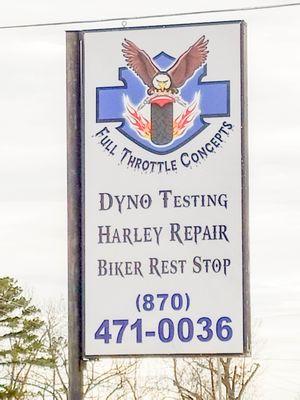 Full Throttle Concepts
Dyno Testing
Harley Repair
Biker Rest Stop
(870)
471-0036